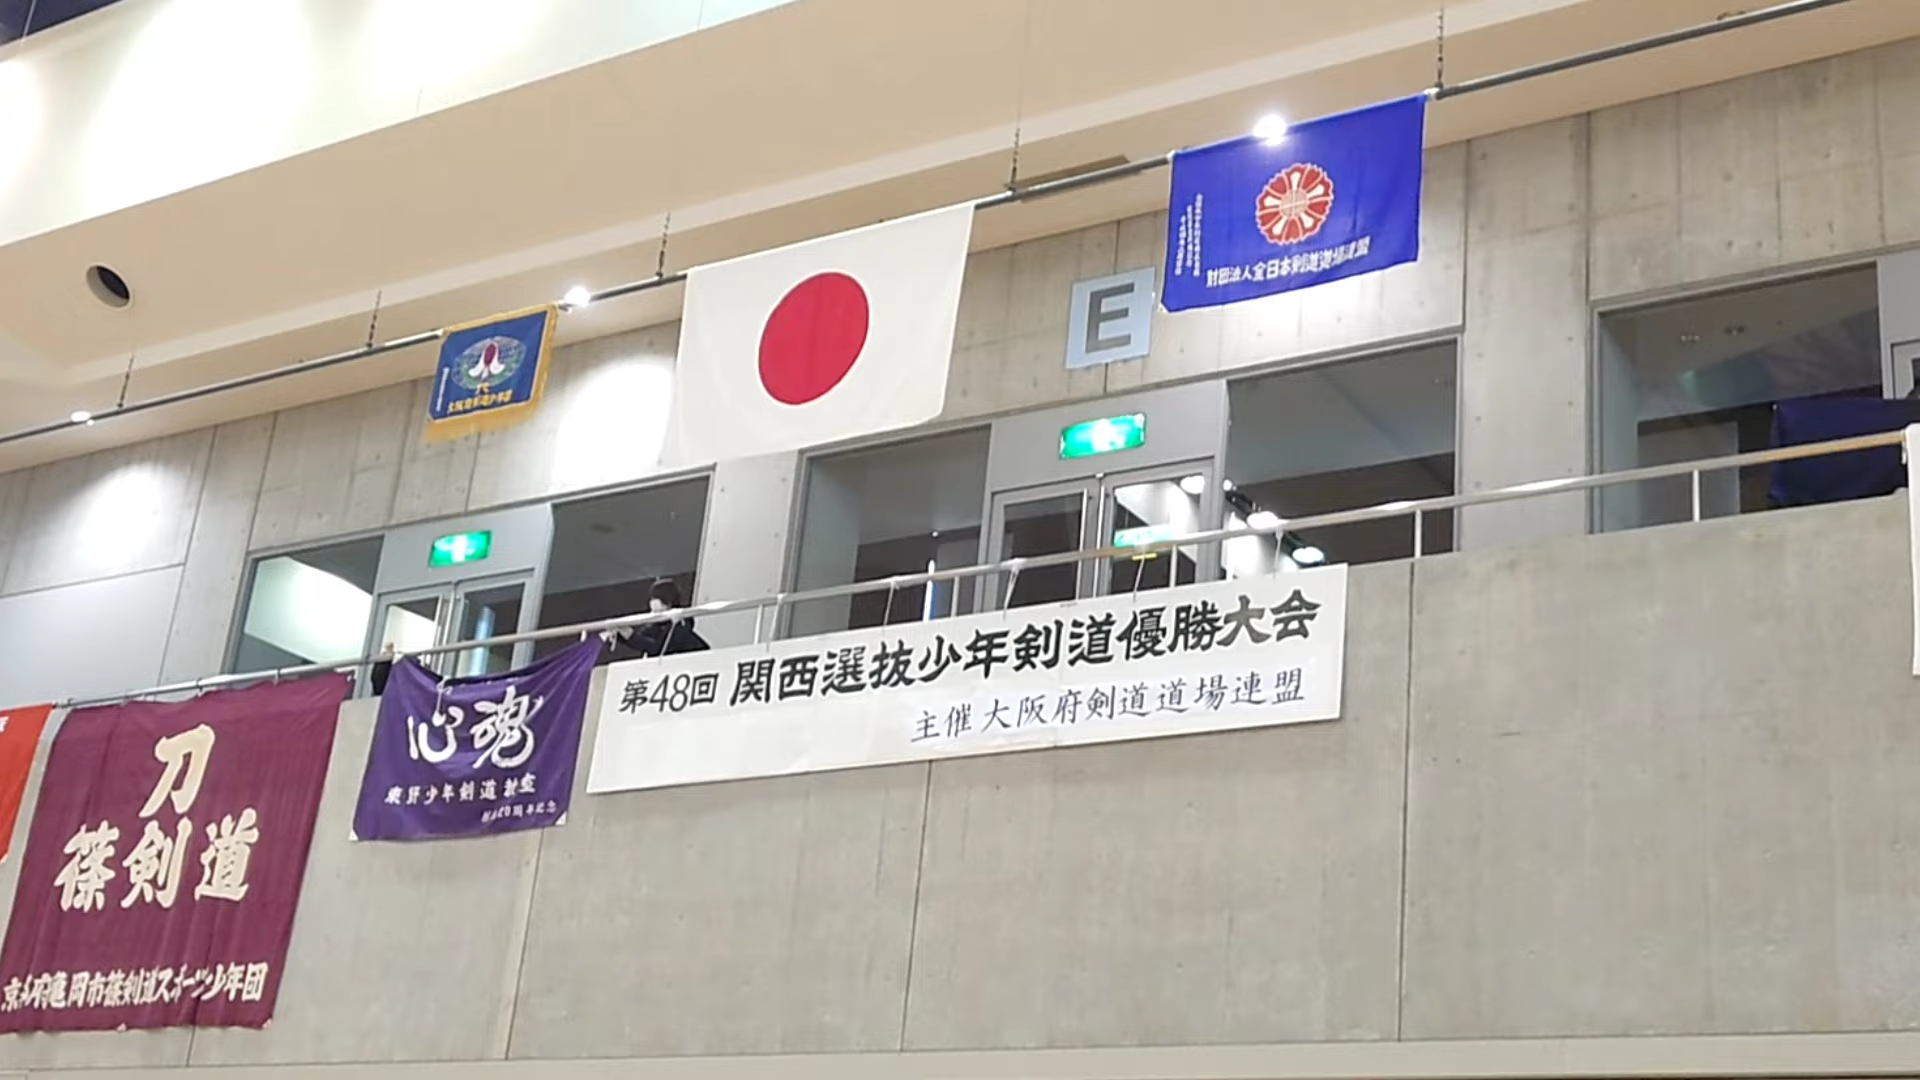 財団法人全日本剣道道場連盟
E
第48回 関西選抜少年剣道優勝大会
主催 大阪府剣道道場連盟
心魂
少年剣道教室
刀
篠剣道
京都府亀岡市篠剣道スポーツ少年団